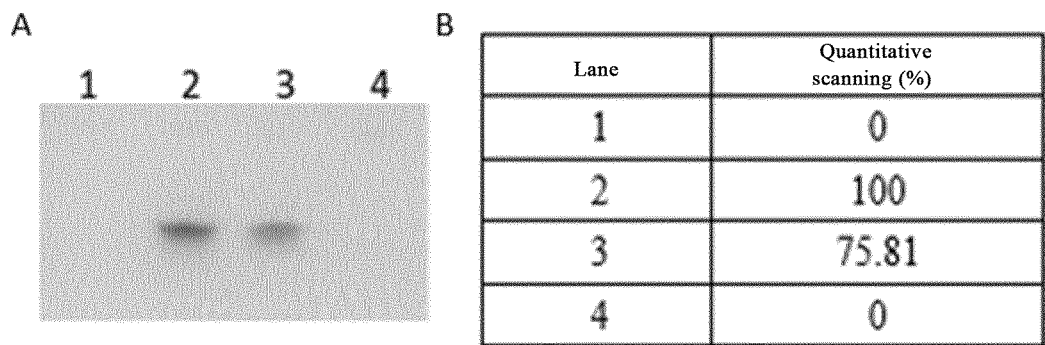 A
1 2 3 4
B
Lane
Quantitative
scanning (%)
1 0
2 100
3 75.81
4 0